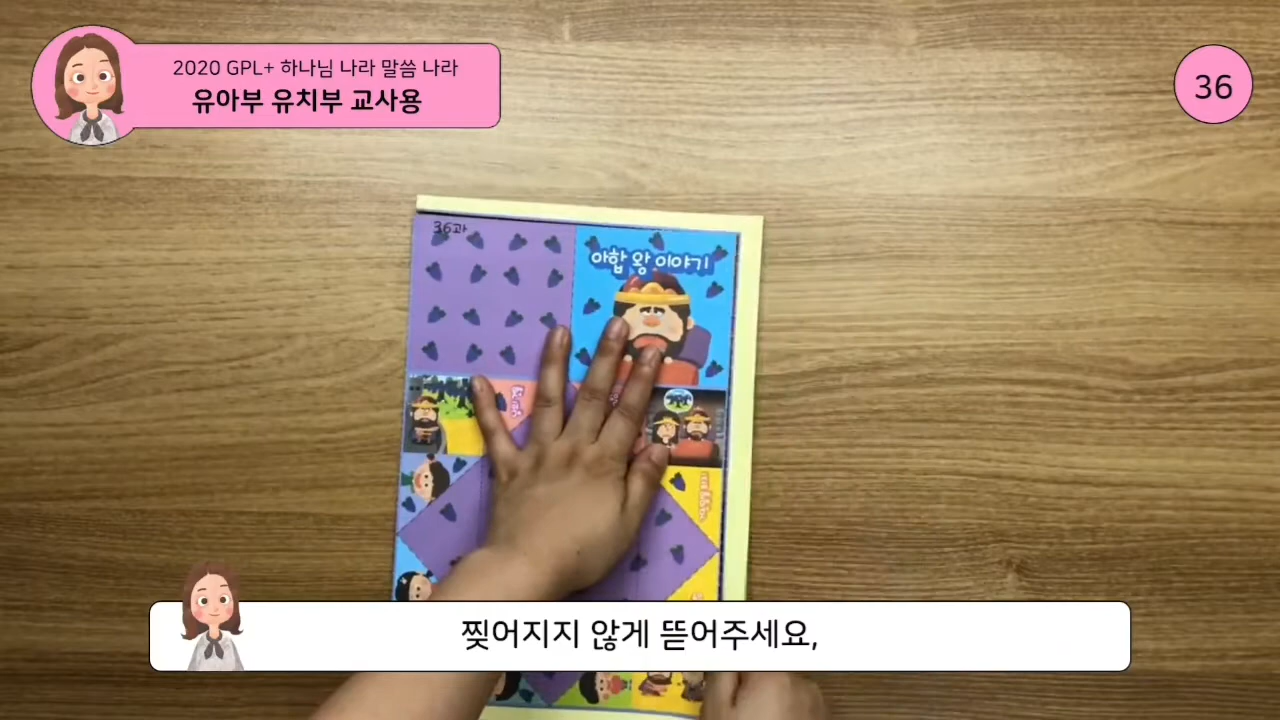 2020 GPL+ 하나님 나라 말씀 나라
유아부 유치부 교사용
36
36과
아합 왕 이야기
찢어지지 않게 뜯어주세요,